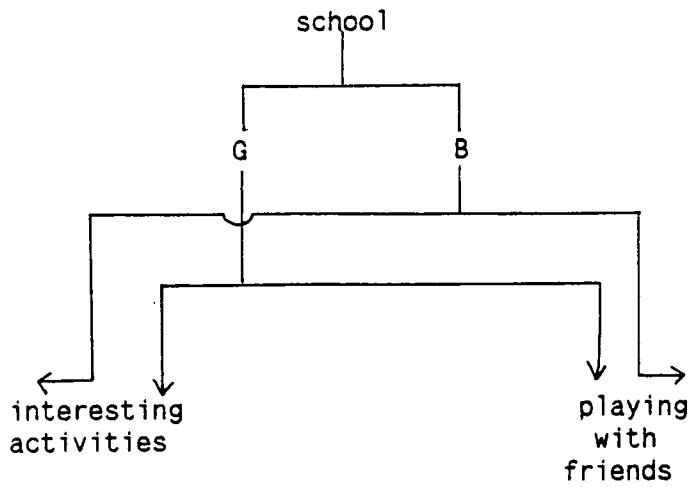 school
G B
interesting
activities
playing
with
friends